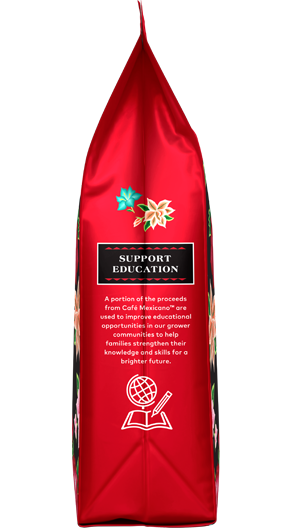 SUPPORT
EDUCATION
A portion of the proceeds
from Café Mexicano™ are
used to improve educational
opportunities in our grower
communities to help
families strengthen their
knowledge and skills for a
brighter future.